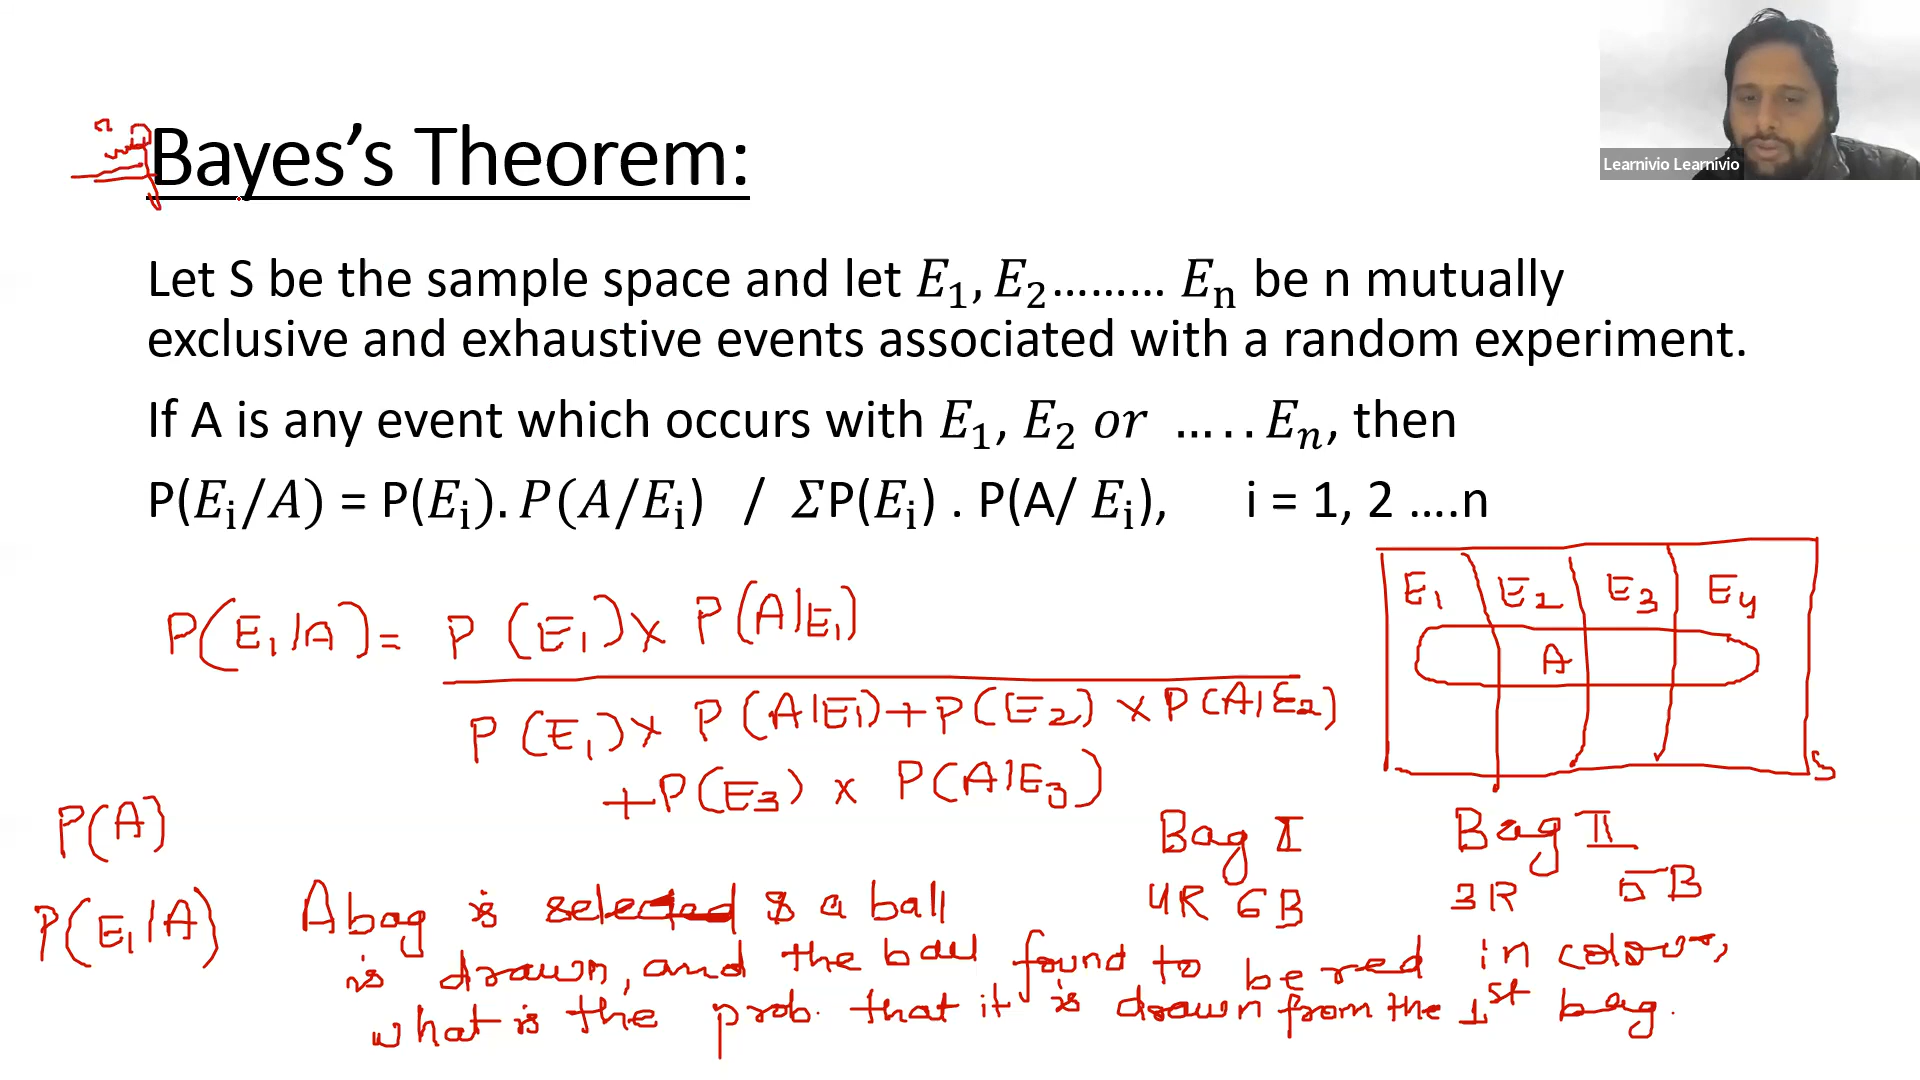 Bayes’s Theorem:
Learnivio Learnivio
Let S be the sample space and let E₁, E₂……… Eₙ be n mutually
exclusive and exhaustive events associated with a random experiment.
If A is any event which occurs with E₁, E₂ or ….. Eₙ, then
P(Eᵢ/A) = P(Eᵢ). P(A/Eᵢ) / ΣP(Eᵢ) . P(A/ Eᵢ), i = 1, 2 ….n
E₁ E₂ E₃ E₄
A
S
P(E₁/A) = P(E₁) x P(A|E₁)
P(E₁) x P(A|E₁) + P(E₂) x P(A|E₂)
+ P(E₃) x P(A|E₃)
P(A)
P(E₁/A)
Bag I Bag II
4R 6B 3R 5B
A bag is selected & a ball
is drawn, and the ball found to be red in colour,
what is the prob. that it is drawn from the 1st bag.